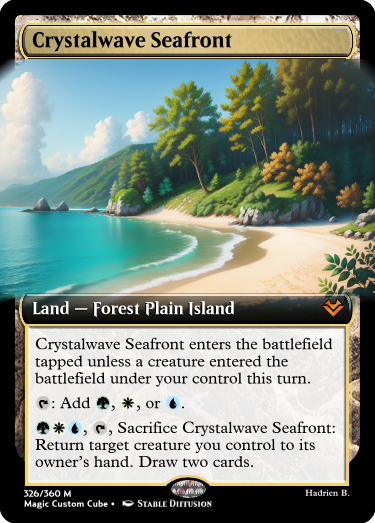 Crystalwave Seafront
Land — Forest Plain Island
Crystalwave Seafront enters the battlefield
tapped unless a creature entered the
battlefield under your control this turn.
: Add , , or .
, , Sacrifice Crystalwave Seafront:
Return target creature you control to its
owner's hand. Draw two cards.
326/360 M
Hadrien B.
Magic Custom Cube • Stable Diffusion